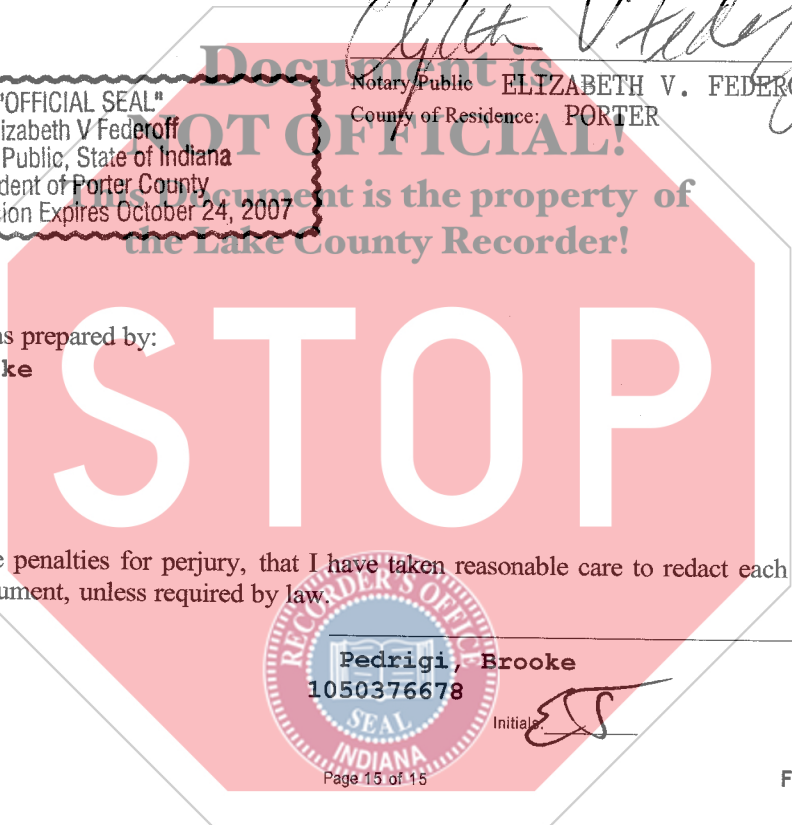 Document is
NOT OFFICIAL!
This Document is the property of
the Lake County Recorder!
"OFFICIAL SEAL"
izabeth V Federoff
Public, State of Indiana
dent of Porter County
ion Expires October 24, 2007
Notary Public ELIZABETH V. FEDERO
County of Residence: PORTER
STOP
as prepared by:
ke
e penalties for perjury, that I have taken reasonable care to redact each
ument, unless required by law.
RECORDER'S OFFICE
SEAL
INDIANA
Pedrigi, Brooke
1050376678
Initials:
Page 15 of 15
F